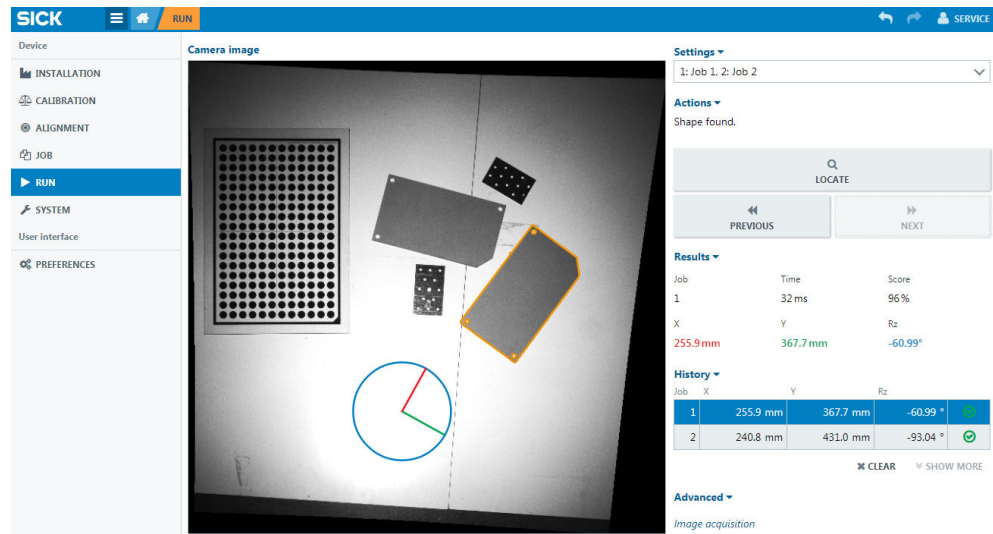 SICK RUN SERVICE
Device
INSTALLATION
CALIBRATION
ALIGNMENT
JOB
RUN
SYSTEM
User interface
PREFERENCES
Camera image
Settings
1: Job 1, 2: Job 2
Actions
Shape found.
LOCATE
PREVIOUS NEXT
Results
Job Time Score
1 32 ms 96 %
X Y Rz
255.9 mm 367.7 mm -60.99°
History
Job X Y Rz
1 255.9 mm 367.7 mm -60.99 °
2 240.8 mm 431.0 mm -93.04 °
CLEAR SHOW MORE
Advanced
Image acquisition